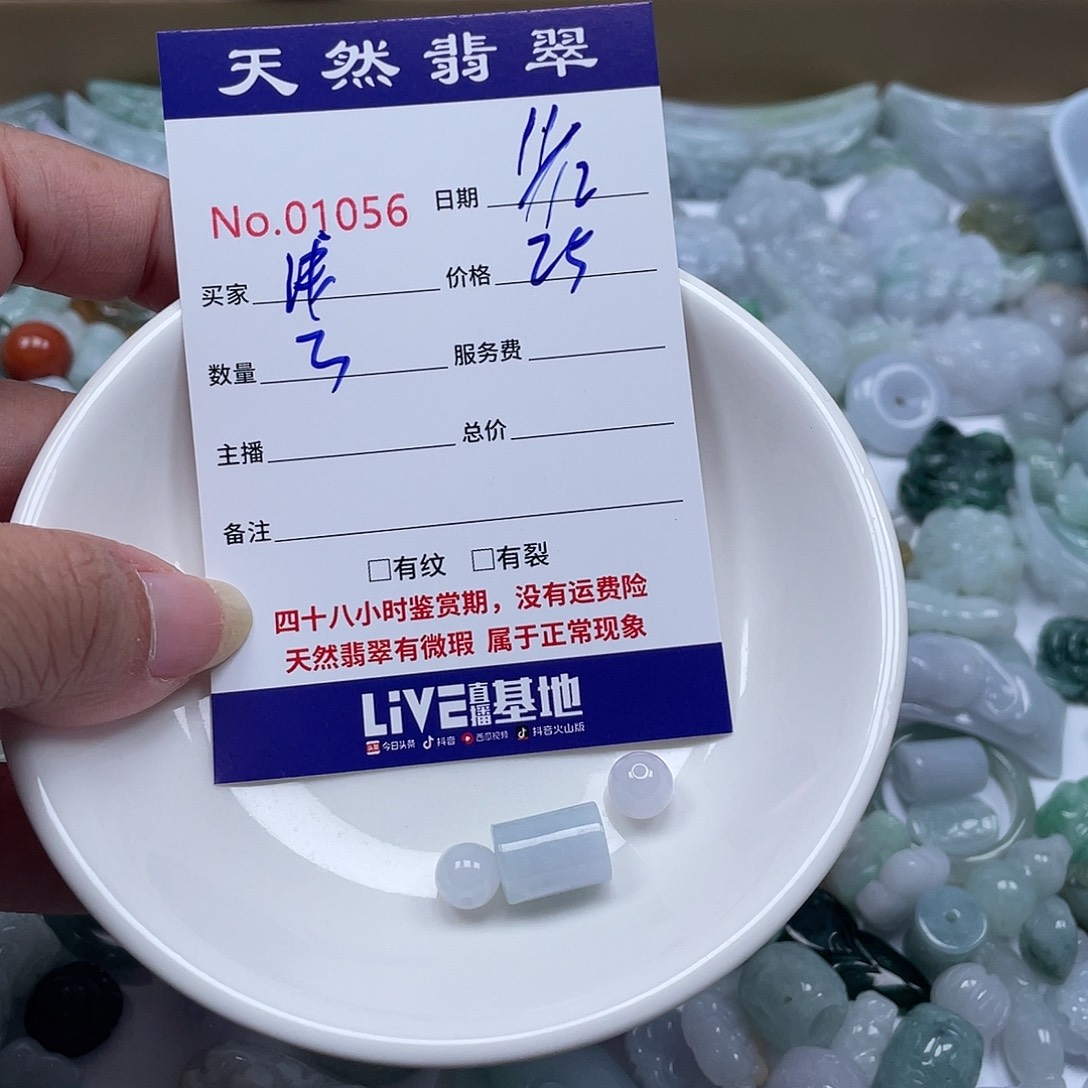 天然翡翠
No.01056 日期 11/12
买家 价格 25
数量 3 服务费
主播 总价
备注
□有纹 □有裂
四十八小时鉴赏期，没有运费险
天然翡翠有微瑕 属于正常现象
LiVE直播基地
头条 今日头条 抖音 西瓜视频 抖音火山版